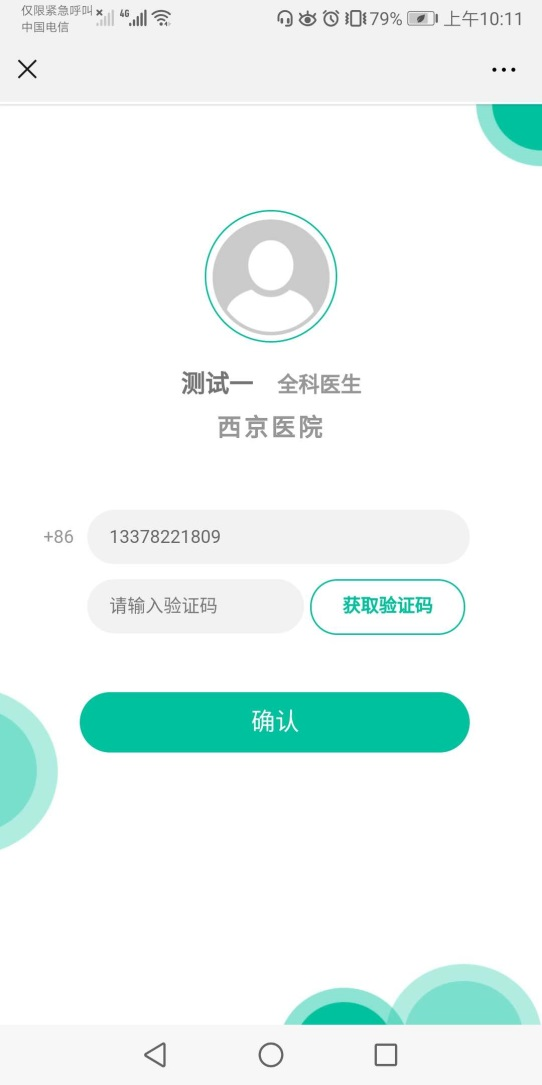 仅限紧急呼叫
中国电信
4G
79%
上午10:11
测试一 全科医生
西京医院
+86 13378221809
请输入验证码 获取验证码
确认